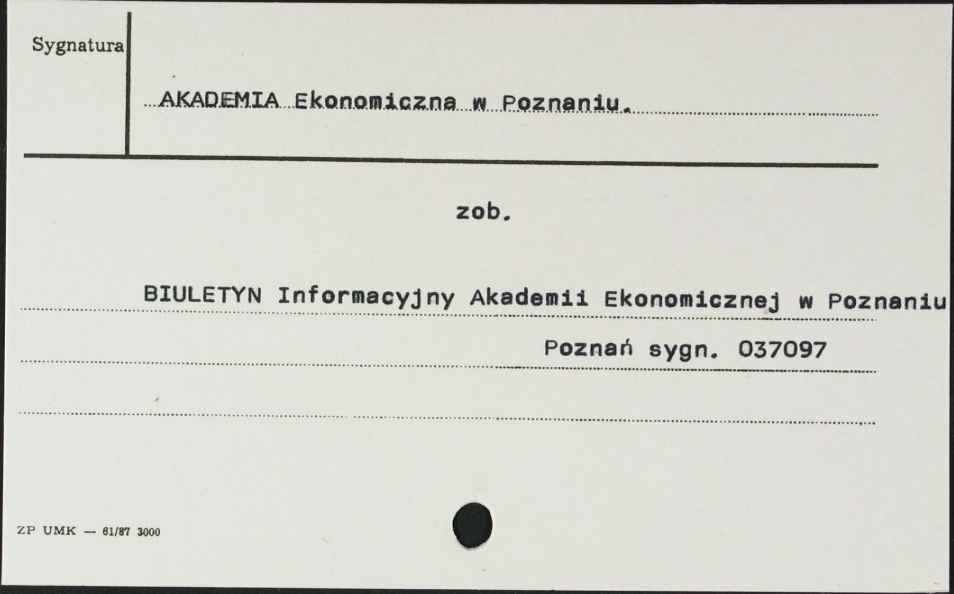 Sygnatura
AKADEMIA Ekonomiczna w Poznaniu.
zob.
BIULETYN Informacyjny Akademii Ekonomicznej w Poznaniu
Poznań sygn. 037097
ZP UMK — 61/87 3000